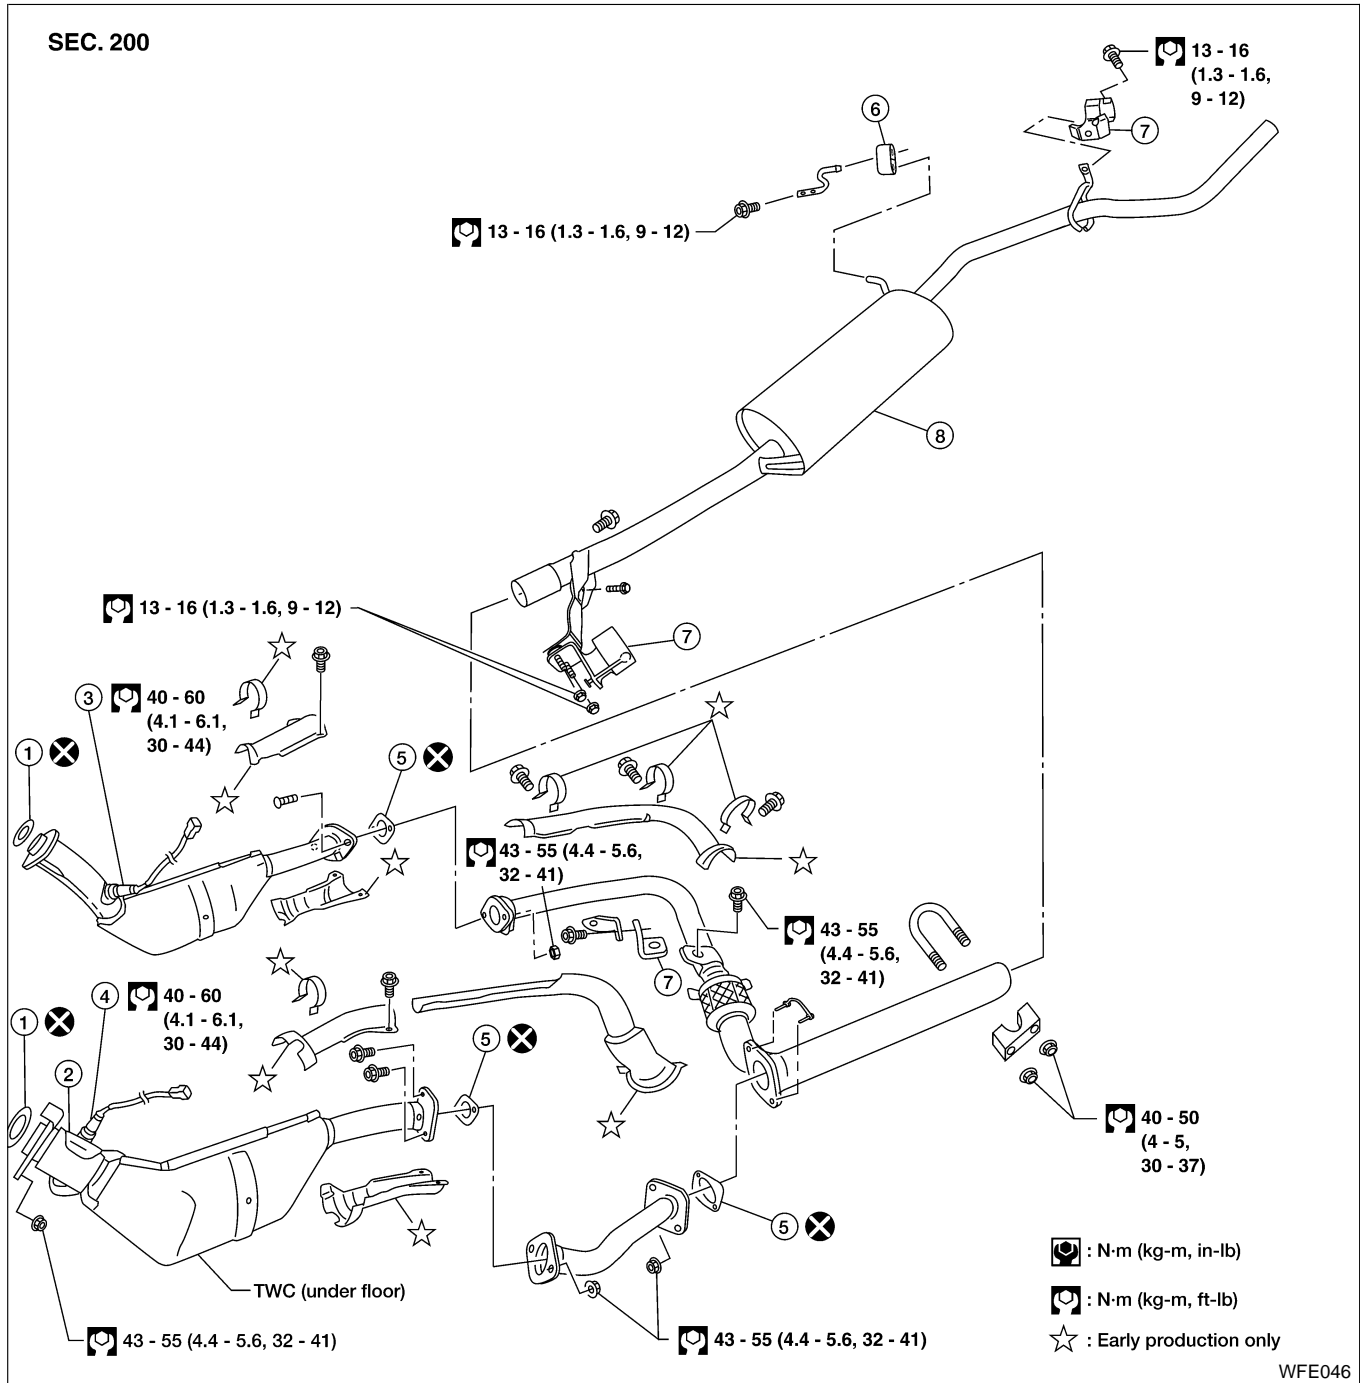 SEC. 200
13 - 16
(1.3 - 1.6,
9 - 12)
6
7
13 - 16 (1.3 - 1.6, 9 - 12)
8
13 - 16 (1.3 - 1.6, 9 - 12)
7
3
40 - 60
(4.1 - 6.1,
30 - 44)
1
5
43 - 55 (4.4 - 5.6,
32 - 41)
43 - 55
(4.4 - 5.6,
32 - 41)
7
4
40 - 60
(4.1 - 6.1,
30 - 44)
1
5
2
40 - 50
(4 - 5,
30 - 37)
5
TWC (under floor)
43 - 55 (4.4 - 5.6, 32 - 41)
43 - 55 (4.4 - 5.6, 32 - 41)
: N·m (kg-m, in-lb)
: N·m (kg-m, ft-lb)
: Early production only
WFE046